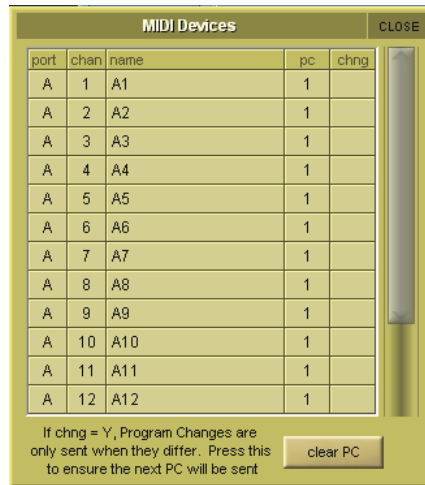 MIDI Devices CLOSE
port chan name pc chng
A 1 A1 1
A 2 A2 1
A 3 A3 1
A 4 A4 1
A 5 A5 1
A 6 A6 1
A 7 A7 1
A 8 A8 1
A 9 A9 1
A 10 A10 1
A 11 A11 1
A 12 A12 1
If chng = Y, Program Changes are
only sent when they differ. Press this
to ensure the next PC will be sent
clear PC